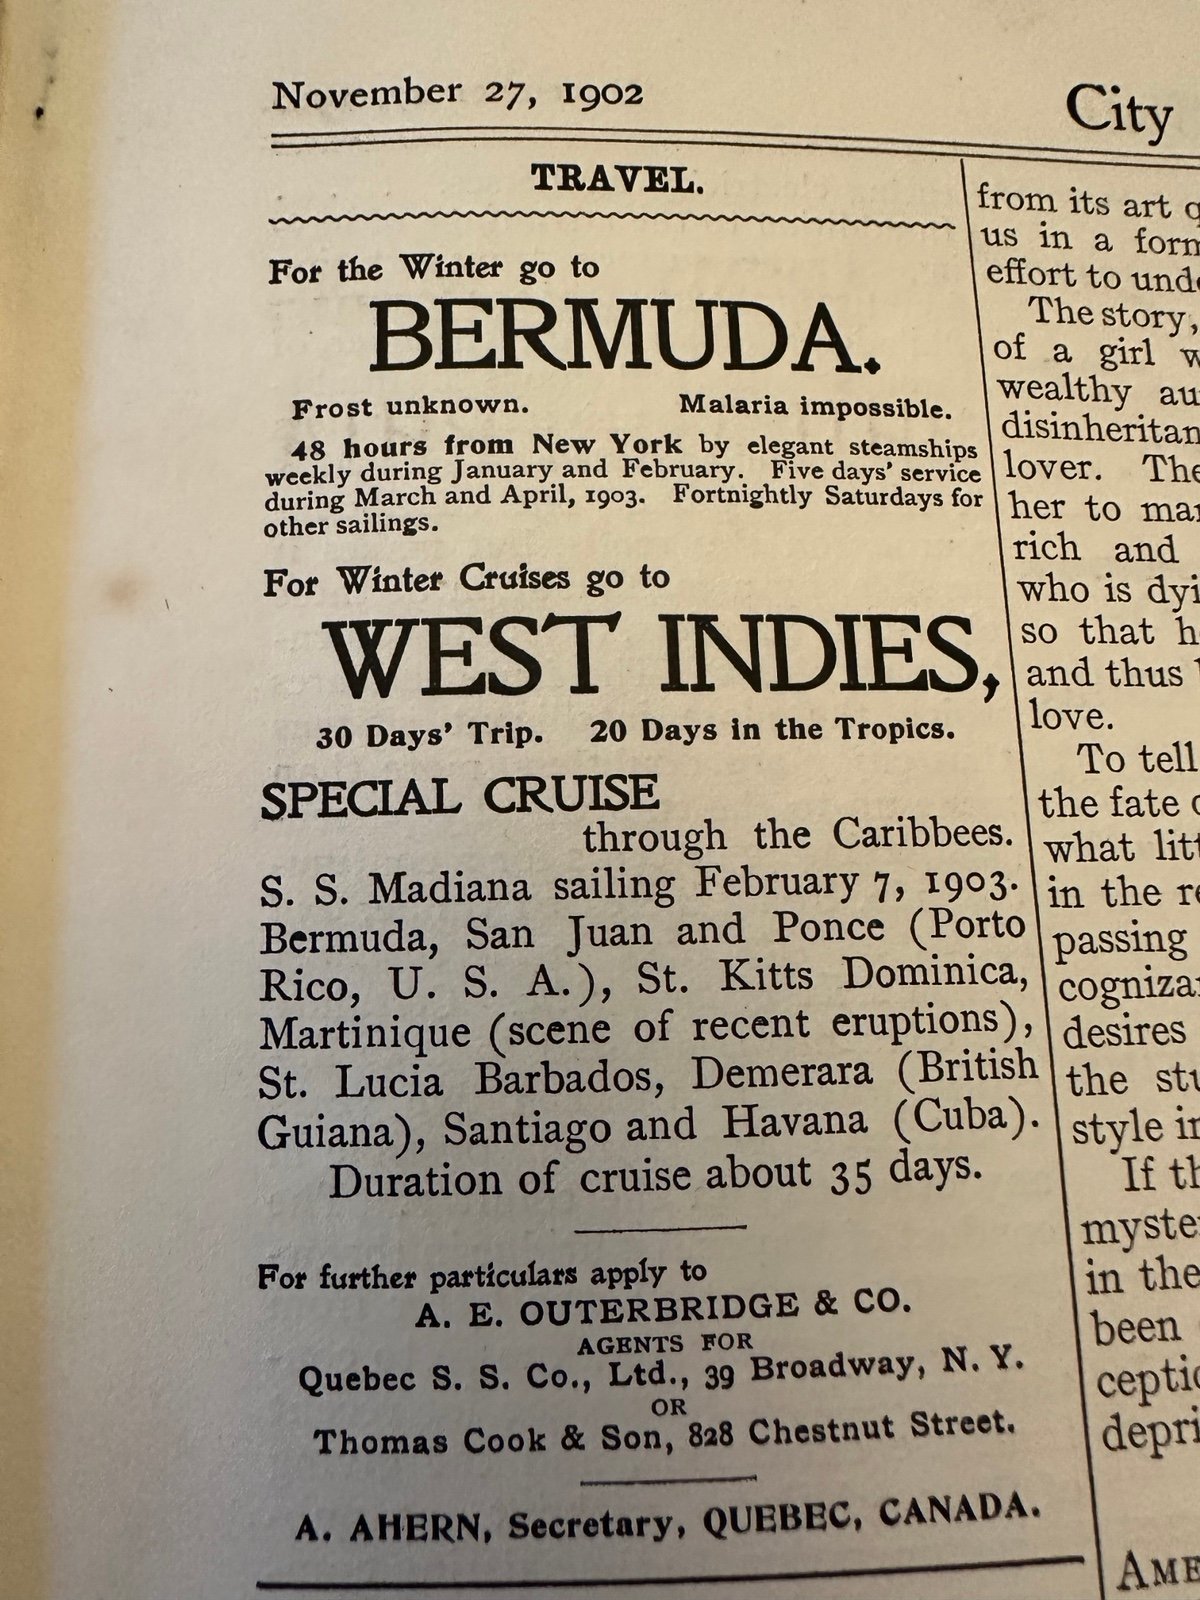 November 27, 1902
City
TRAVEL.
For the Winter go to
BERMUDA.
Frost unknown. Malaria impossible.
48 hours from New York by elegant steamships
weekly during January and February. Five days' service
during March and April, 1903. Fortnightly Saturdays for
other sailings.
For Winter Cruises go to
WEST INDIES,
30 Days' Trip. 20 Days in the Tropics.
SPECIAL CRUISE
through the Caribbees.
S. S. Madiana sailing February 7, 1903.
Bermuda, San Juan and Ponce (Porto
Rico, U. S. A.), St. Kitts Dominica,
Martinique (scene of recent eruptions),
St. Lucia Barbados, Demerara (British
Guiana), Santiago and Havana (Cuba).
Duration of cruise about 35 days.
For further particulars apply to
A. E. OUTERBRIDGE & CO.
AGENTS FOR
Quebec S. S. Co., Ltd., 39 Broadway, N. Y.
OR
Thomas Cook & Son, 828 Chestnut Street.
A. AHERN, Secretary, QUEBEC, CANADA.
from its art
us in a
effort to
The story,
of a girl
wealthy
lover. The
her to
rich and
who is
so that
and thus
love.
To tell
the fate
what
in the
passing
desires
the
style
If
in the
been